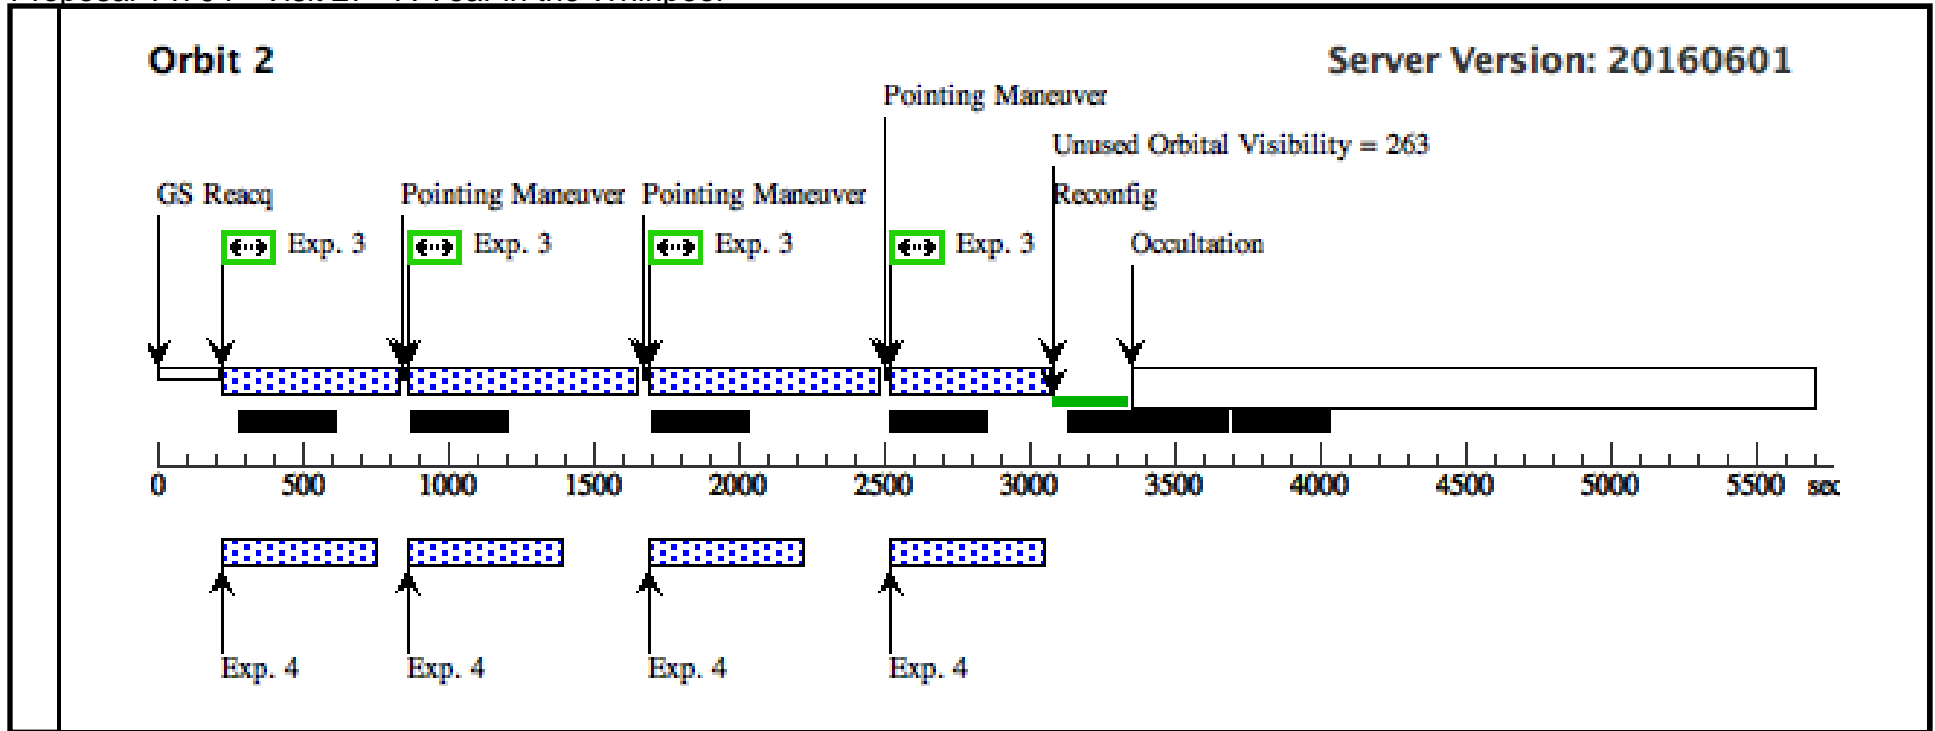 Orbit 2
Server Version: 20160601
Pointing Maneuver
Unused Orbital Visibility = 263
GS Reacq
Pointing Maneuver
Pointing Maneuver
Reconfig
Exp. 3
Exp. 3
Exp. 3
Exp. 3
Occultation
0 500 1000 1500 2000 2500 3000 3500 4000 4500 5000 5500 sec
Exp. 4
Exp. 4
Exp. 4
Exp. 4